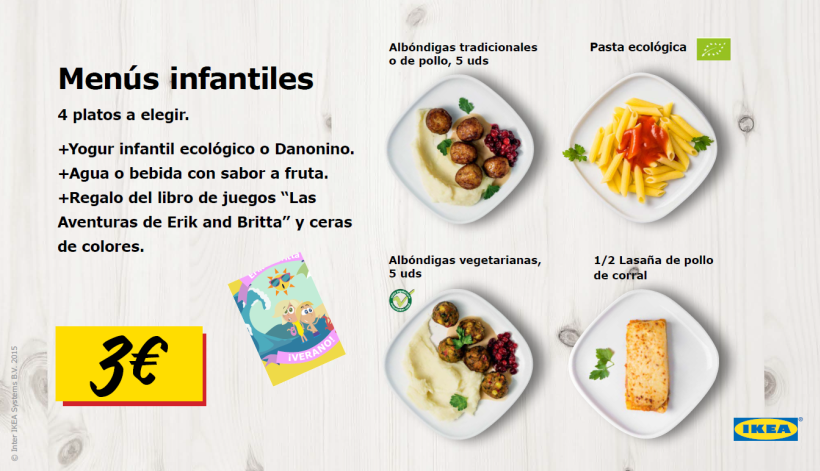 Menús infantiles
4 platos a elegir.
+Yogur infantil ecológico o Danonino.
+Agua o bebida con sabor a fruta.
+Regalo del libro de juegos “Las
Aventuras de Erik and Britta” y ceras
de colores.
¡VERANO!
3€
© Inter IKEA Systems B.V. 2015
Albóndigas tradicionales
o de pollo, 5 uds
Pasta ecológica
Albóndigas vegetarianas,
5 uds
1/2 Lasaña de pollo
de corral
IKEA